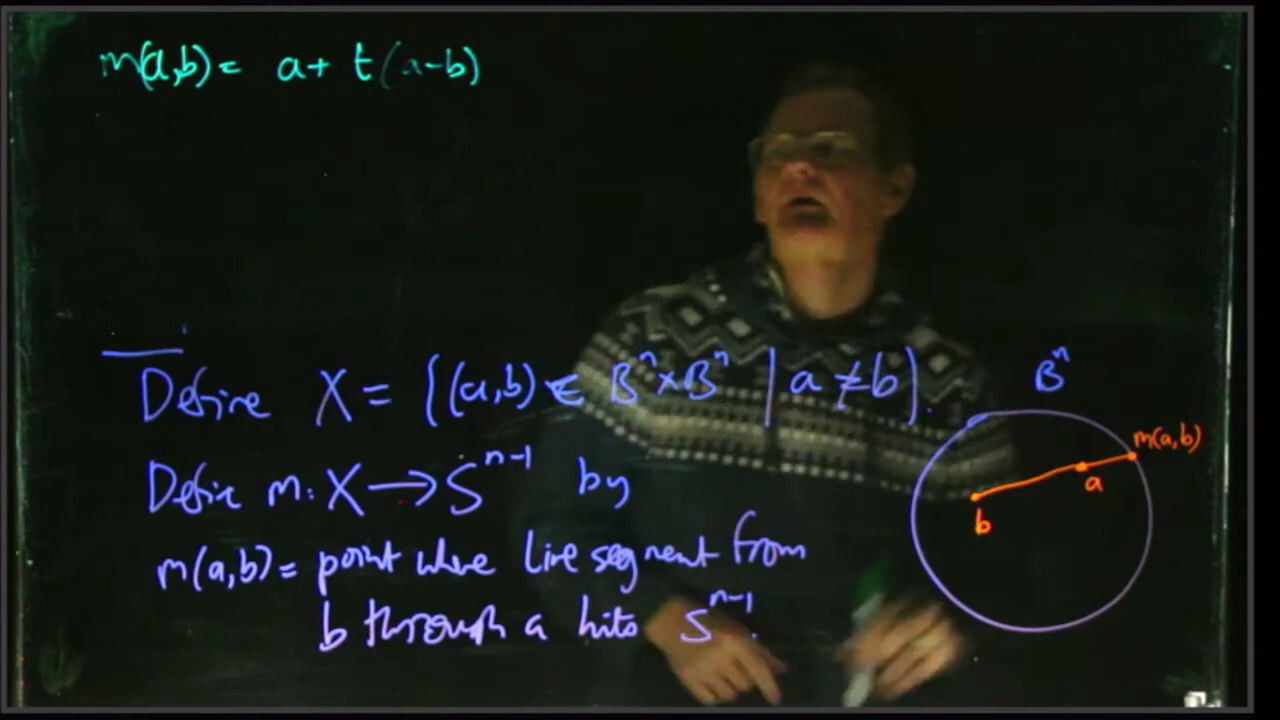 m(a,b) = a + t(a-b)
Define X = {(a,b) ∈ Bⁿ×Bⁿ | a ≠ b}.
Define m: X → Sⁿ⁻¹ by
m(a,b) = point where line segment from
b through a hits Sⁿ⁻¹.
Bⁿ
m(a,b)
a
b